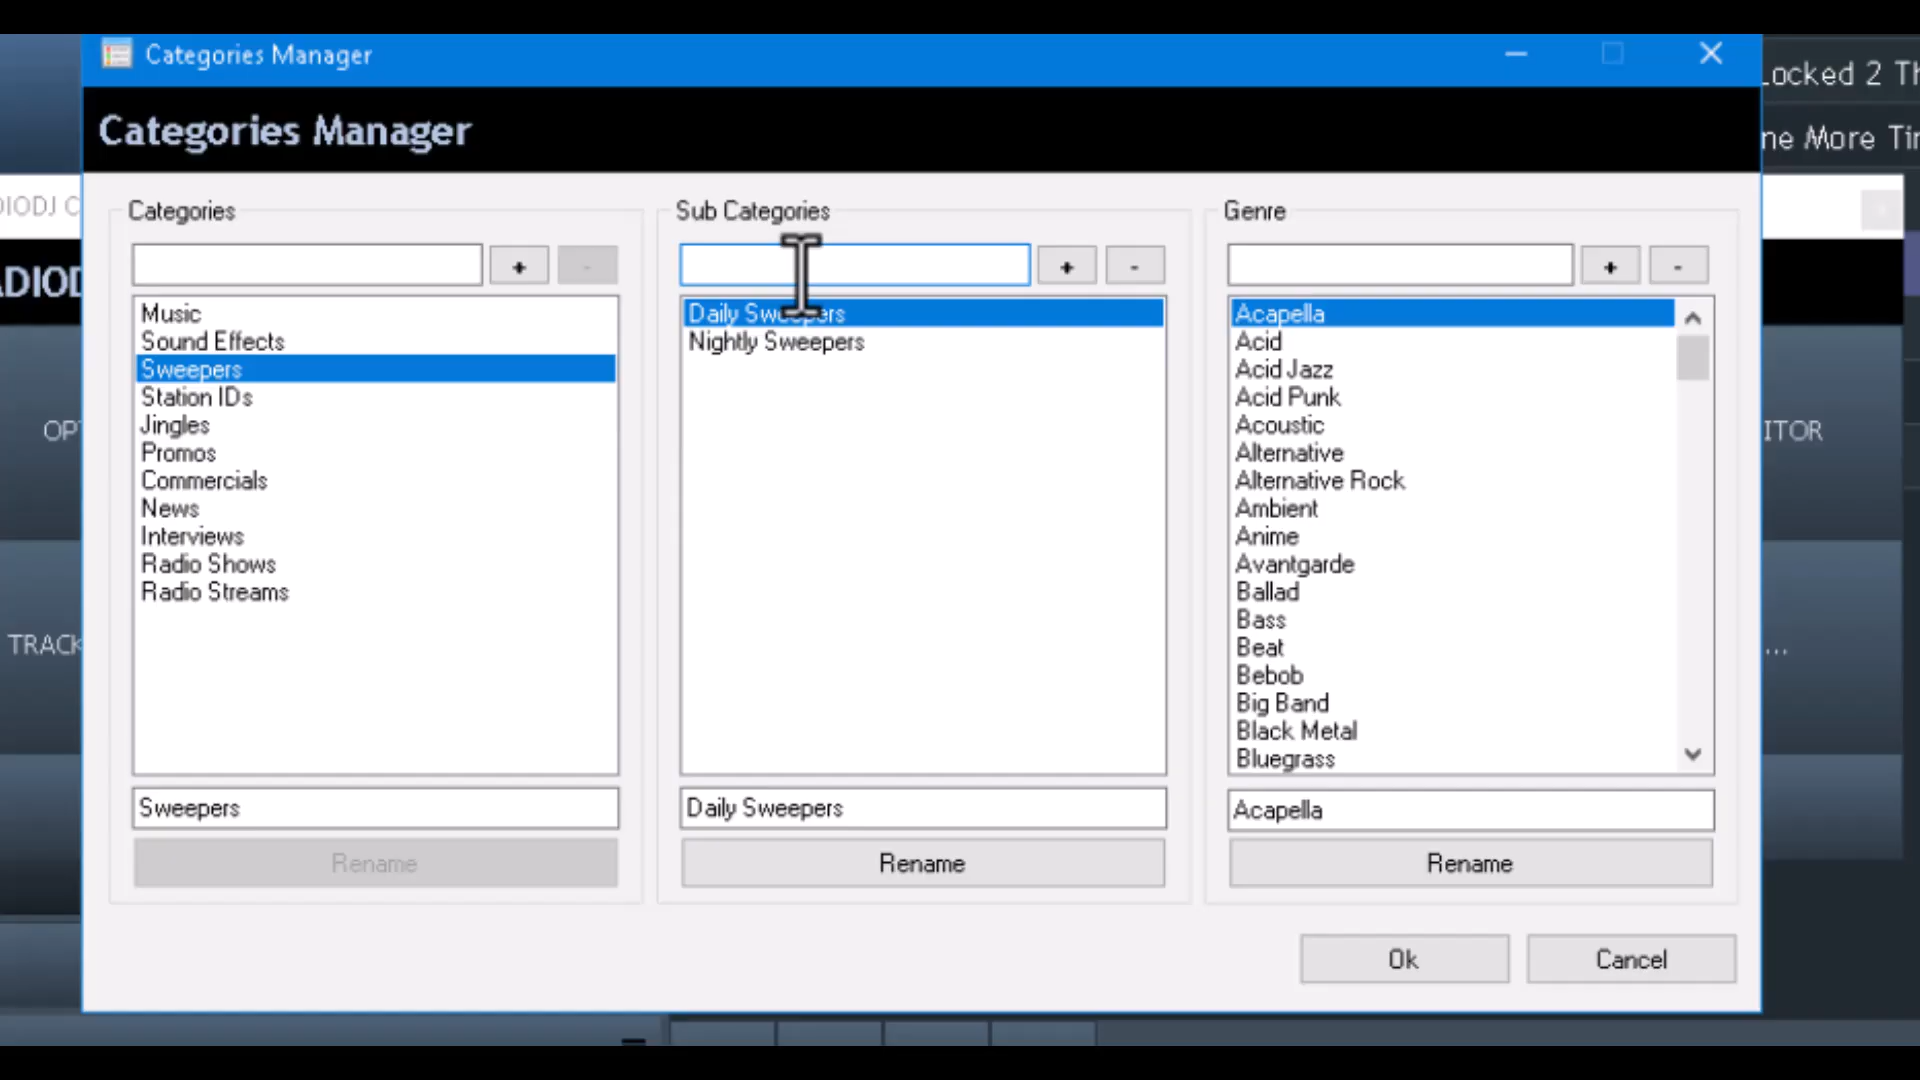 Categories Manager
Locked 2 Th
Categories Manager
ne More Tir
DIODJ C
Categories
Sub Categories
Genre
+
-
+
-
+
-
ADIOD
Music
Sound Effects
Sweepers
Station IDs
Jingles
Promos
Commercials
News
Interviews
Radio Shows
Radio Streams
Daily Sweepers
Nightly Sweepers
Acapella
Acid
Acid Jazz
Acid Punk
Acoustic
Alternative
Alternative Rock
Ambient
Anime
Avantgarde
Ballad
Bass
Beat
Bebob
Big Band
Black Metal
Bluegrass
OPT
ITOR
TRACK
...
Sweepers
Daily Sweepers
Acapella
Rename
Rename
Rename
Ok
Cancel